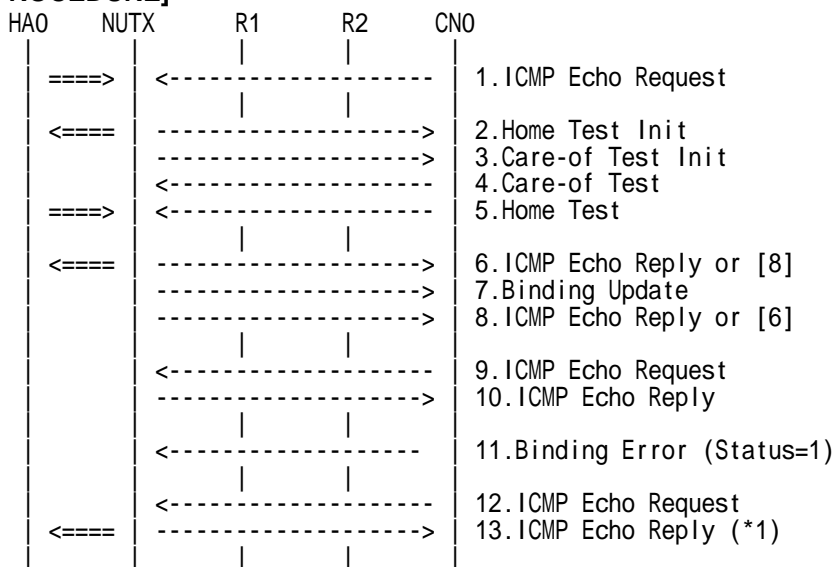 ROCEDURE]
HA0 NUTX R1 R2 CN0
| | | | |
| ====> | <-------------------- | 1.ICMP Echo Request
| | | | |
| <==== | --------------------> | 2.Home Test Init
| | --------------------> | 3.Care-of Test Init
| | <-------------------- | 4.Care-of Test
| ====> | <-------------------- | 5.Home Test
| | | | |
| <==== | --------------------> | 6.ICMP Echo Reply or [8]
| | --------------------> | 7.Binding Update
| | --------------------> | 8.ICMP Echo Reply or [6]
| | | | |
| | <-------------------- | 9.ICMP Echo Request
| | --------------------> | 10.ICMP Echo Reply
| | | | |
| | <------------------- | 11.Binding Error (Status=1)
| | | | |
| | <-------------------- | 12.ICMP Echo Request
| <==== | --------------------> | 13.ICMP Echo Reply (*1)
| | | | |